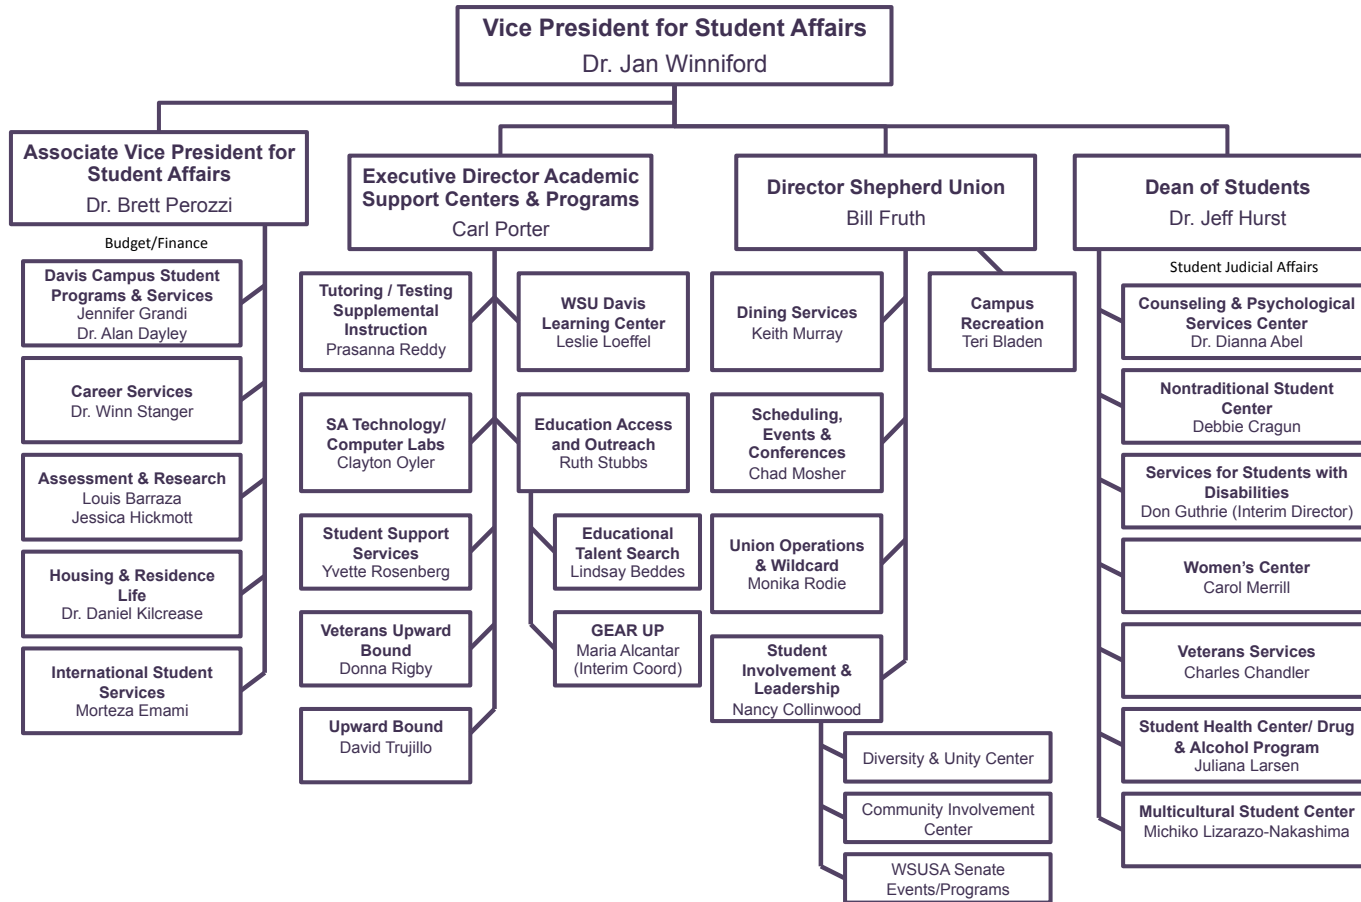 Vice President for Student Affairs
Dr. Jan Winniford
Associate Vice President for
Student Affairs
Dr. Brett Perozzi
Budget/Finance
Davis Campus Student
Programs & Services
Jennifer Grandi
Dr. Alan Dayley
Career Services
Dr. Winn Stanger
Assessment & Research
Louis Barraza
Jessica Hickmott
Housing & Residence
Life
Dr. Daniel Kilcrease
International Student
Services
Morteza Emami
Executive Director Academic
Support Centers & Programs
Carl Porter
Tutoring / Testing
Supplemental
Instruction
Prasanna Reddy
SA Technology/
Computer Labs
Clayton Oyler
Student Support
Services
Yvette Rosenberg
Veterans Upward
Bound
Donna Rigby
Upward Bound
David Trujillo
WSU Davis
Learning Center
Leslie Loeffel
Education Access
and Outreach
Ruth Stubbs
Educational
Talent Search
Lindsay Beddes
GEAR UP
Maria Alcantar
(Interim Coord)
Director Shepherd Union
Bill Fruth
Dining Services
Keith Murray
Scheduling,
Events &
Conferences
Chad Mosher
Union Operations
& Wildcard
Monika Rodie
Student
Involvement &
Leadership
Nancy Collinwood
Diversity & Unity Center
Community Involvement
Center
WSUSA Senate
Events/Programs
Campus
Recreation
Teri Bladen
Dean of Students
Dr. Jeff Hurst
Student Judicial Affairs
Counseling & Psychological
Services Center
Dr. Dianna Abel
Nontraditional Student
Center
Debbie Cragun
Services for Students with
Disabilities
Don Guthrie (Interim Director)
Women's Center
Carol Merrill
Veterans Services
Charles Chandler
Student Health Center/ Drug
& Alcohol Program
Juliana Larsen
Multicultural Student Center
Michiko Lizarazo-Nakashima